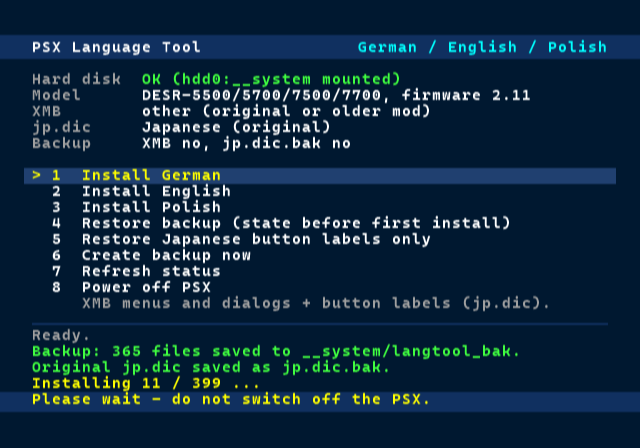 PSX Language Tool German / English / Polish
Hard disk OK (hdd0:__system mounted)
Model DESR-5500/5700/7500/7700, firmware 2.11
XMB other (original or older mod)
jp.dic Japanese (original)
Backup XMB no, jp.dic.bak no
> 1 Install German
2 Install English
3 Install Polish
4 Restore backup (state before first install)
5 Restore Japanese button labels only
6 Create backup now
7 Refresh status
8 Power off PSX
XMB menus and dialogs + button labels (jp.dic).
Ready.
Backup: 365 files saved to __system/langtool_bak.
Original jp.dic saved as jp.dic.bak.
Installing 11 / 399 ...
Please wait - do not switch off the PSX.